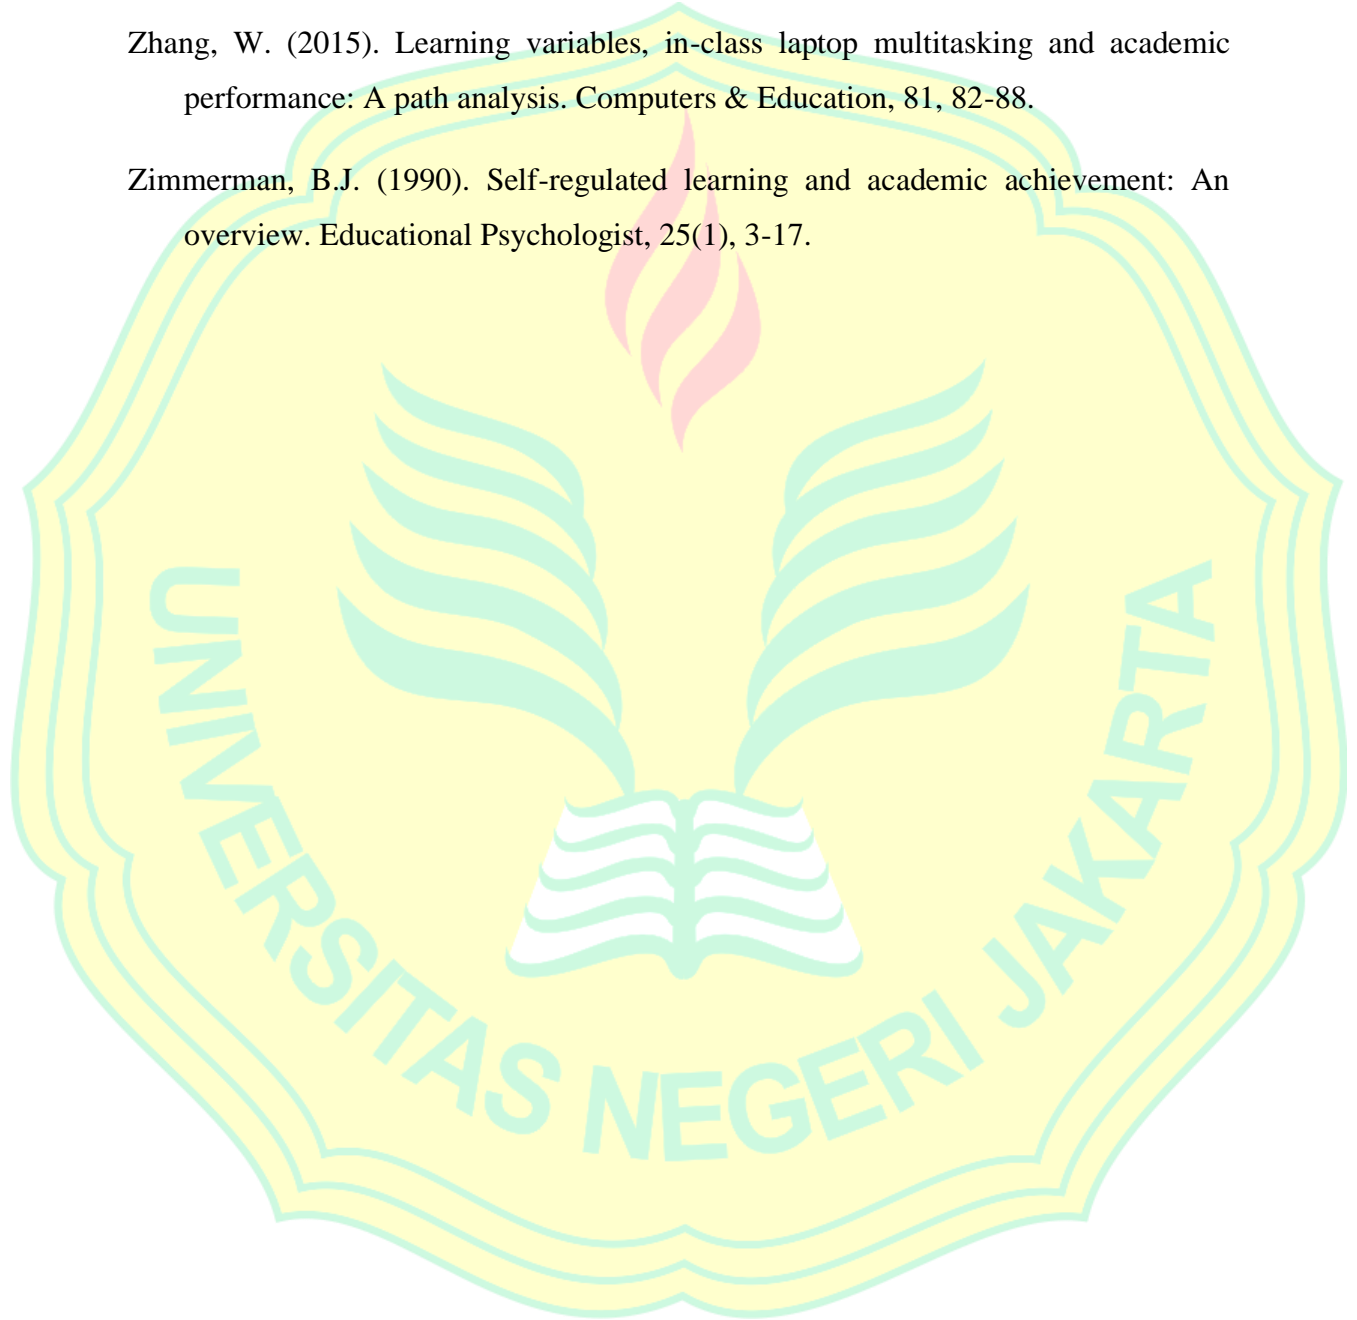 Zhang, W. (2015). Learning variables, in-class laptop multitasking and academic
performance: A path analysis. Computers & Education, 81, 82-88.
Zimmerman, B.J. (1990). Self-regulated learning and academic achievement: An
overview. Educational Psychologist, 25(1), 3-17.
UNIVERSITAS NEGERI JAKARTA